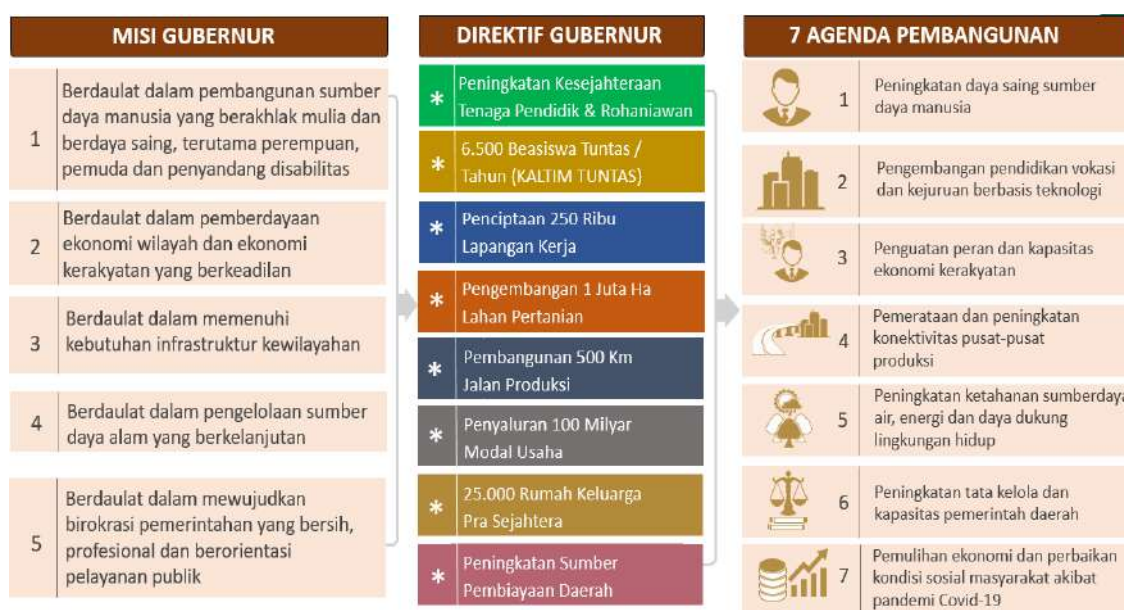 MISI GUBERNUR
1
Berdaulat dalam pembangunan sumber
daya manusia yang berakhlak mulia dan
berdaya saing, terutama perempuan,
pemuda dan penyandang disabilitas
2
Berdaulat dalam pemberdayaan
ekonomi wilayah dan ekonomi
kerakyatan yang berkeadilan
3
Berdaulat dalam memenuhi
kebutuhan infrastruktur kewilayahan
4
Berdaulat dalam pengelolaan sumber
daya alam yang berkelanjutan
5
Berdaulat dalam mewujudkan
birokrasi pemerintahan yang bersih,
profesional dan berorientasi
pelayanan publik
DIREKTIF GUBERNUR
* Peningkatan Kesejahteraan
Tenaga Pendidik & Rohaniawan
* 6.500 Beasiswa Tuntas /
Tahun (KALTIM TUNTAS)
* Penciptaan 250 Ribu
Lapangan Kerja
* Pengembangan 1 Juta Ha
Lahan Pertanian
* Pembangunan 500 Km
Jalan Produksi
* Penyaluran 100 Milyar
Modal Usaha
* 25.000 Rumah Keluarga
Pra Sejahtera
* Peningkatan Sumber
Pembiayaan Daerah
7 AGENDA PEMBANGUNAN
1
Peningkatan daya saing sumber
daya manusia
2
Pengembangan pendidikan vokasi
dan kejuruan berbasis teknologi
3
Penguatan peran dan kapasitas
ekonomi kerakyatan
4
Pemerataan dan peningkatan
konektivitas pusat-pusat
produksi
5
Peningkatan ketahanan sumberdaya
air, energi dan daya dukung
lingkungan hidup
6
Peningkatan tata kelola dan
kapasitas pemerintah daerah
7
Pemulihan ekonomi dan perbaikan
kondisi sosial masyarakat akibat
pandemi Covid-19